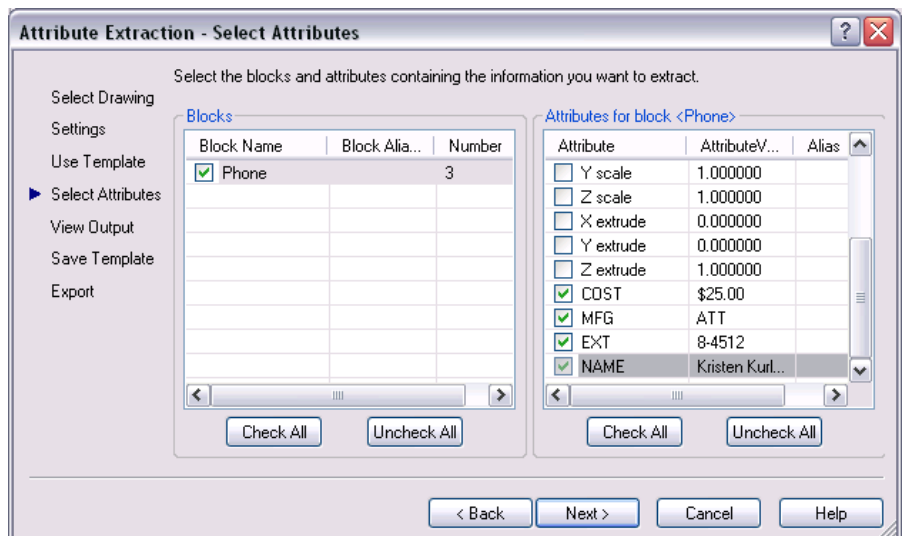 Attribute Extraction - Select Attributes
Select the blocks and attributes containing the information you want to extract.
Select Drawing
Settings
Use Template
Select Attributes
View Output
Save Template
Export
Blocks
Block Name Block Alia... Number
Phone 3
Check All Uncheck All
Attributes for block <Phone>
Attribute AttributeV... Alias
Y scale 1.000000
Z scale 1.000000
X extrude 0.000000
Y extrude 0.000000
Z extrude 1.000000
COST $25.00
MFG ATT
EXT 8-4512
NAME Kristen Kurl...
Check All Uncheck All
< Back Next > Cancel Help